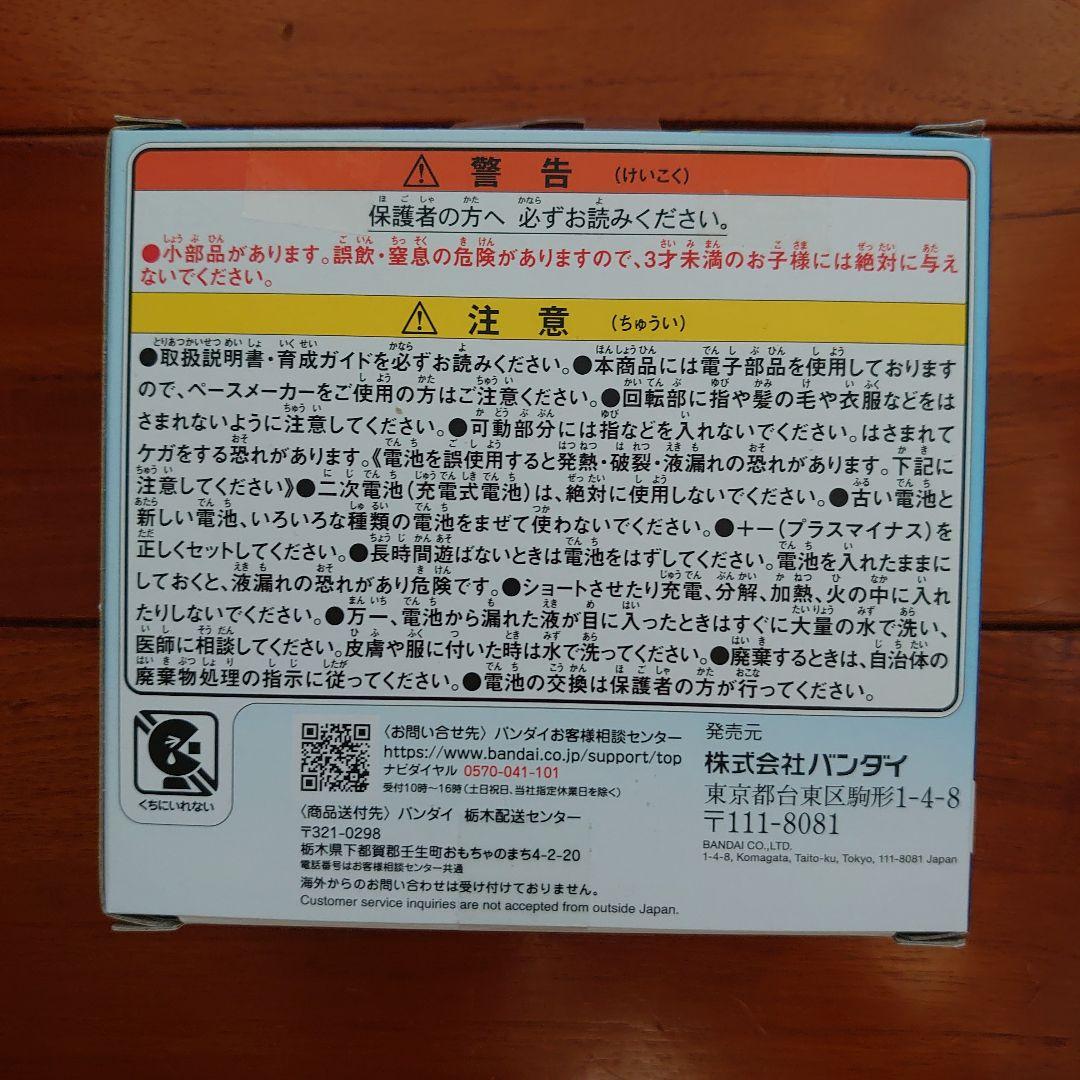 ⚠ 警告 (けいこく)
保護者の方へ 必ずお読みください。
●小部品があります。誤飲・窒息の危険がありますので、3才未満のお子様には絶対に与え
ないでください。
⚠ 注意 (ちゅうい)
●取扱説明書・育成ガイドを必ずお読みください。●本商品には電子部品を使用しております
ので、ペースメーカーをご使用の方はご注意ください。●回転部に指や髪の毛や衣服などをは
さまれないように注意してください。●可動部分には指などを入れないでください。はさまれて
ケガをする恐れがあります。《電池を誤使用すると発熱・破裂・液漏れの恐れがあります。下記に
注意してください》●二次電池(充電式電池)は、絶対に使用しないでください。●古い電池と
新しい電池、いろいろな種類の電池をまぜて使わないでください。●+-(プラスマイナス)を
正しくセットしてください。●長時間遊ばないときは電池をはずしてください。電池を入れたままに
しておくと、液漏れの恐れがあり危険です。●ショートさせたり充電、分解、加熱、火の中に入れ
たりしないでください。●万一、電池から漏れた液が目に入ったときはすぐに大量の水で洗い、
医師に相談してください。皮膚や服に付いた時は水で洗ってください。●廃棄するときは、自治体の
廃棄物処理の指示に従ってください。●電池の交換は保護者の方が行ってください。
くちにいれない
〈お問い合せ先〉バンダイお客様相談センター
https://www.bandai.co.jp/support/top
ナビダイヤル 0570-041-101
受付10時~16時(土日祝日、当社指定休業日を除く)
〈商品送付先〉バンダイ 栃木配送センター
〒321-0298
栃木県下都賀郡壬生町おもちゃのまち4-2-20
電話番号はお客様相談センター共通
海外からのお問い合わせは受け付けておりません。
Customer service inquiries are not accepted from outside Japan.
発売元
株式会社バンダイ
東京都台東区駒形1-4-8
〒111-8081
BANDAI CO.,LTD.
1-4-8, Komagata, Taito-ku, Tokyo, 111-8081 Japan